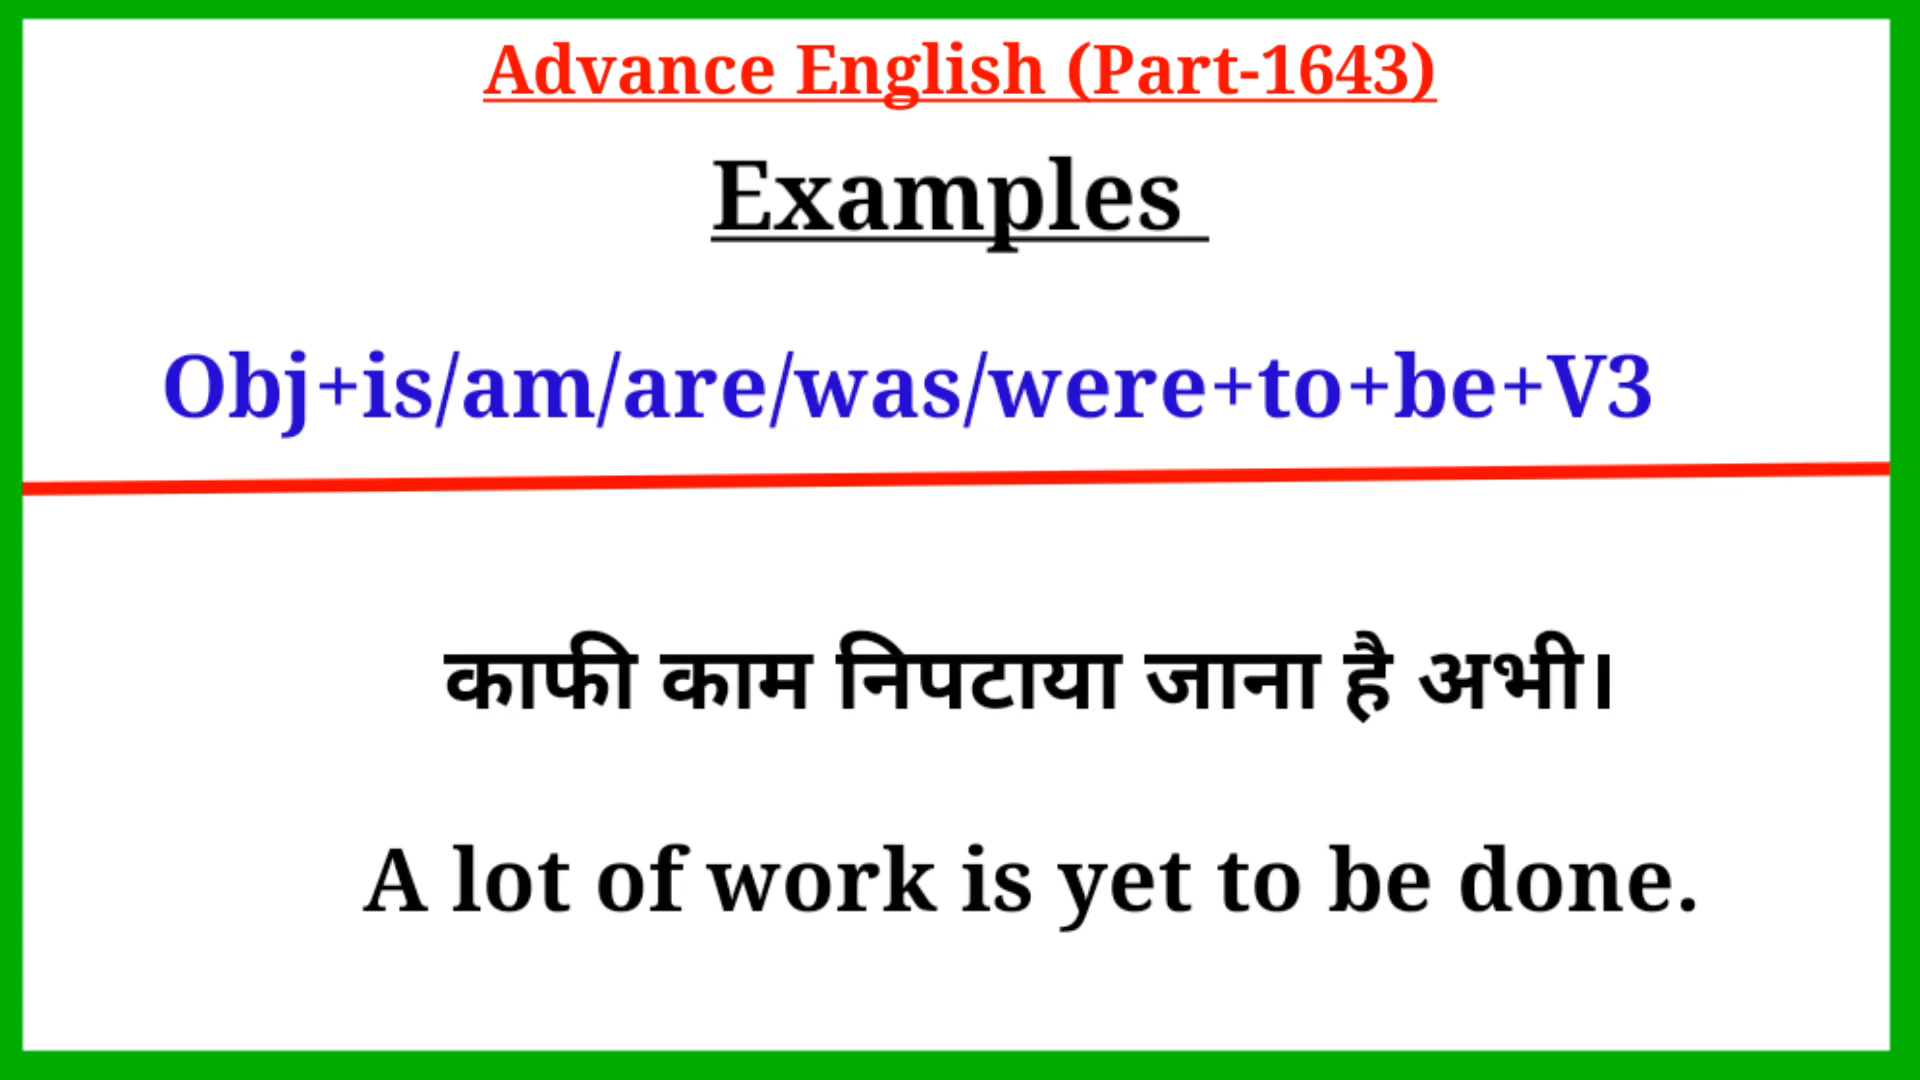 Advance English (Part-1643)
Examples
Obj+is/am/are/was/were+to+be+V3
काफी काम निपटाया जाना है अभी।
A lot of work is yet to be done.